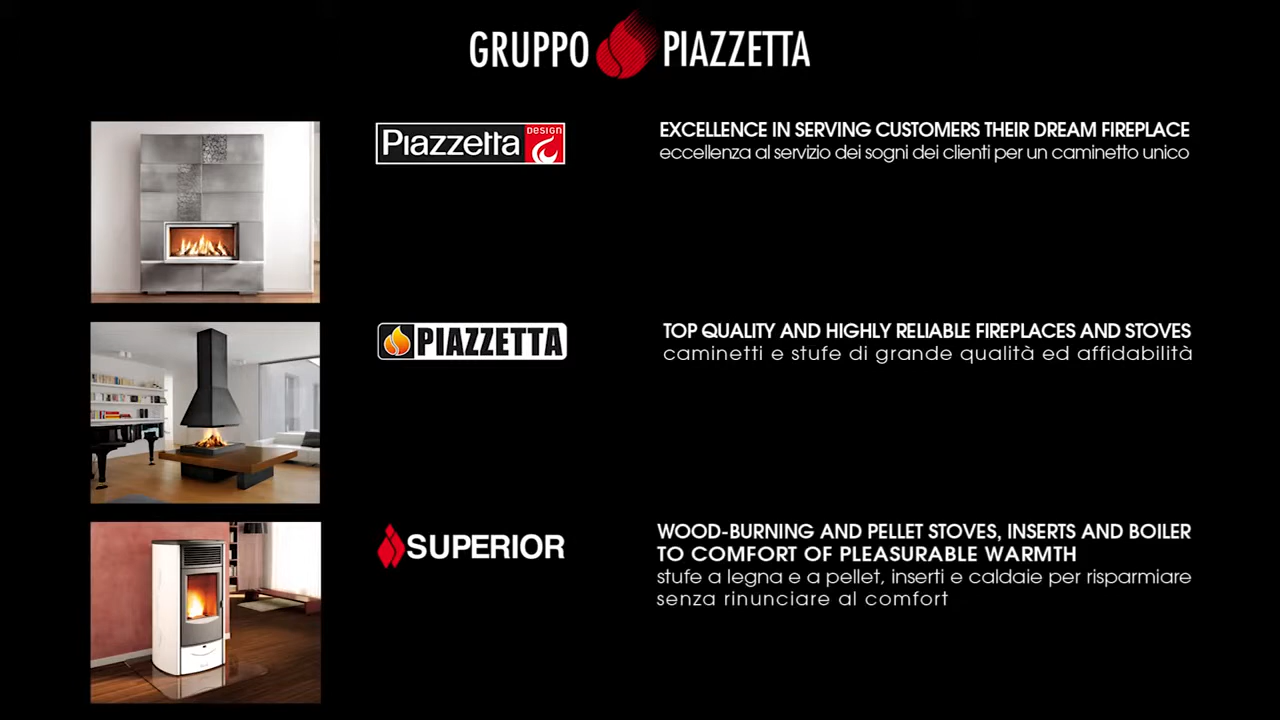 GRUPPO PIAZZETTA
Piazzetta DESIGN
EXCELLENCE IN SERVING CUSTOMERS THEIR DREAM FIREPLACE
eccellenza al servizio dei sogni dei clienti per un caminetto unico
PIAZZETTA
TOP QUALITY AND HIGHLY RELIABLE FIREPLACES AND STOVES
caminetti e stufe di grande qualità ed affidabilità
SUPERIOR
WOOD-BURNING AND PELLET STOVES, INSERTS AND BOILER
TO COMFORT OF PLEASURABLE WARMTH
stufe a legna e a pellet, inserti e caldaie per risparmiare
senza rinunciare al comfort